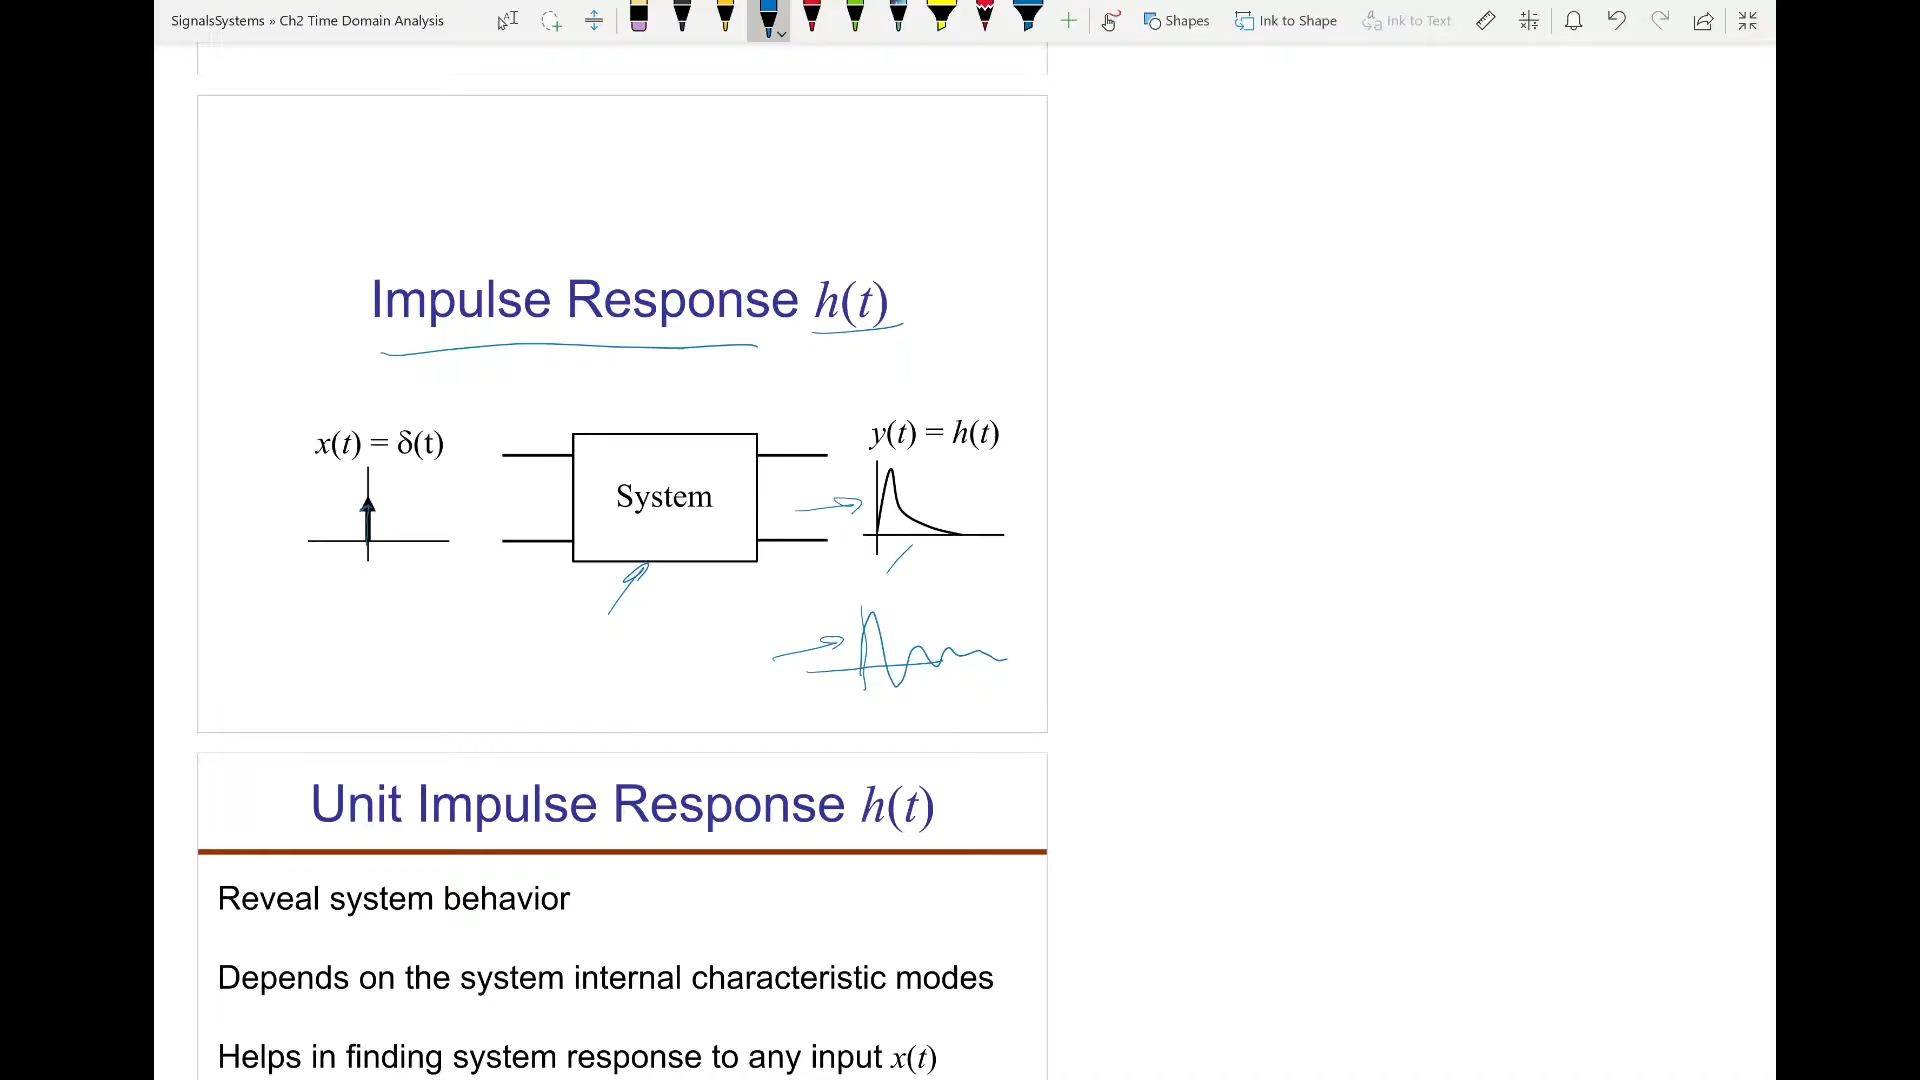 SignalsSystems » Ch2 Time Domain Analysis
Shapes
Ink to Shape
Ink to Text
Impulse Response h(t)
x(t) = δ(t)
System
y(t) = h(t)
Unit Impulse Response h(t)
Reveal system behavior
Depends on the system internal characteristic modes
Helps in finding system response to any input x(t)